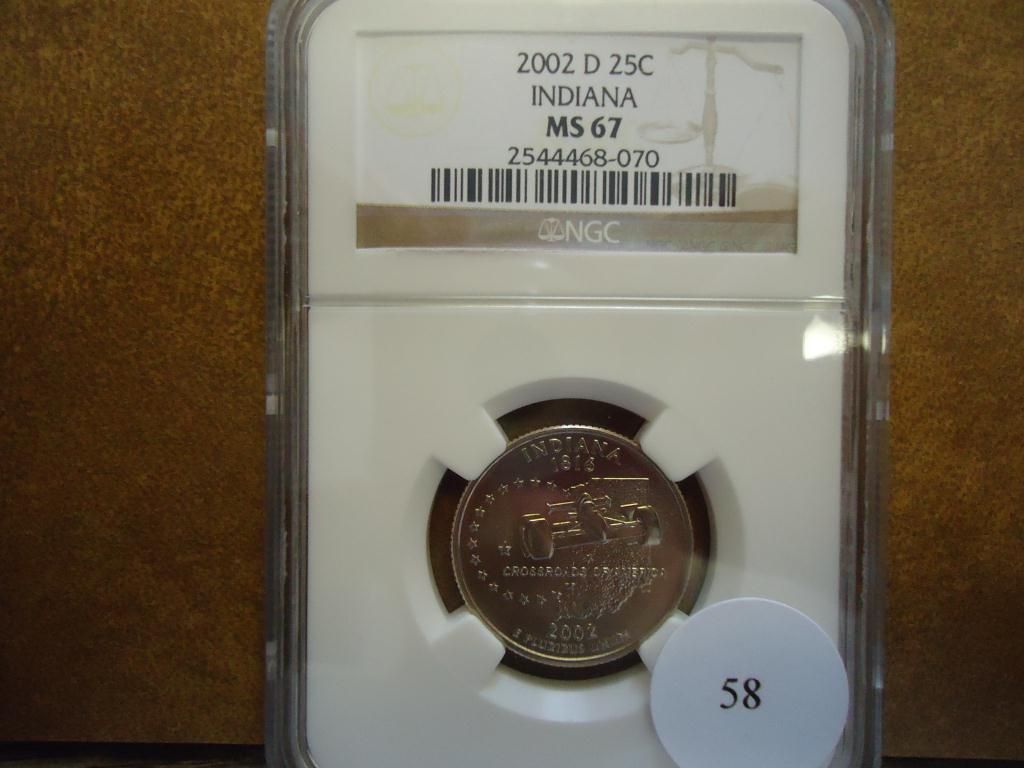 2002 D 25C
INDIANA
MS 67
2544468-070
NGC
INDIANA
1816
CROSSROADS OF AMERICA
2002
E PLURIBUS UNUM
58